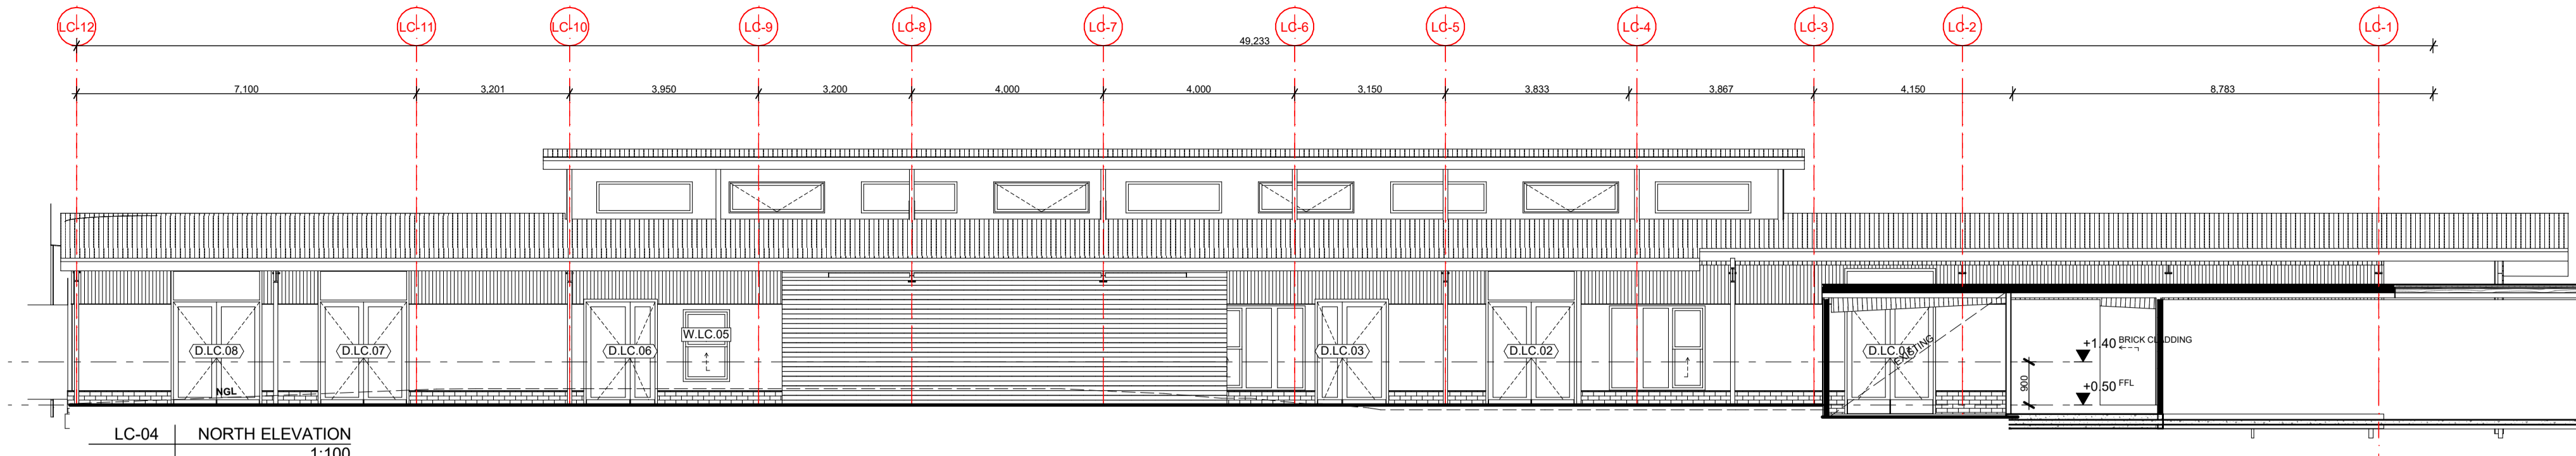 LC-12 LC-11 LC-10 LC-9 LC-8 LC-7 LC-6 LC-5 LC-4 LC-3 LC-2 LC-1
49,233
7,100 3,201 3,950 3,200 4,000 4,000 3,150 3,833 3,867 4,150 8,783
W.LC.05
D.LC.08 D.LC.07 D.LC.06 D.LC.03 D.LC.02 D.LC.01
EXISTING
+1.40 BRICK CLADDING
900
+0.50 FFL
NGL
LC-04 NORTH ELEVATION
1:100